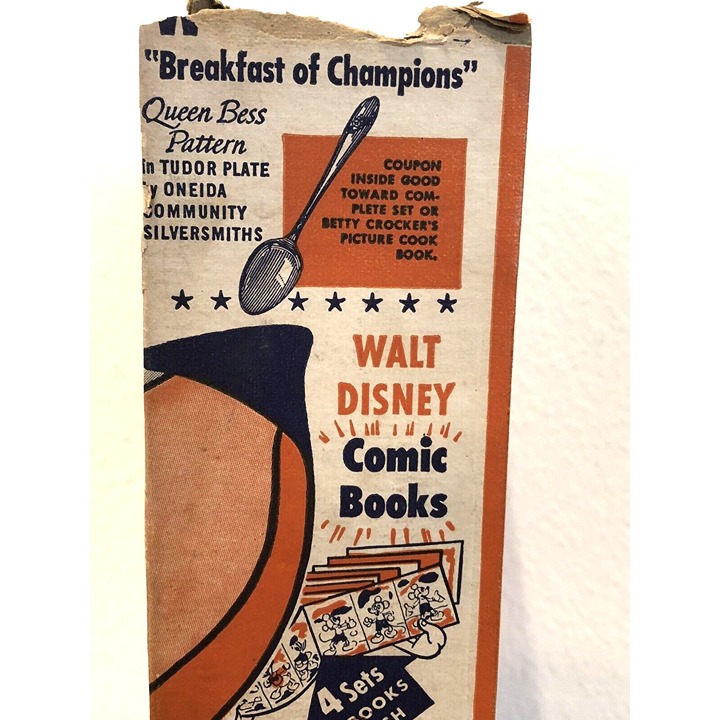 "Breakfast of Champions"
Queen Bess
Pattern
in TUDOR PLATE
by ONEIDA
COMMUNITY
SILVERSMITHS
COUPON
INSIDE GOOD
TOWARD COM-
PLETE SET OR
BETTY CROCKER'S
PICTURE COOK
BOOK.
WALT
DISNEY
Comic
Books
4 Sets